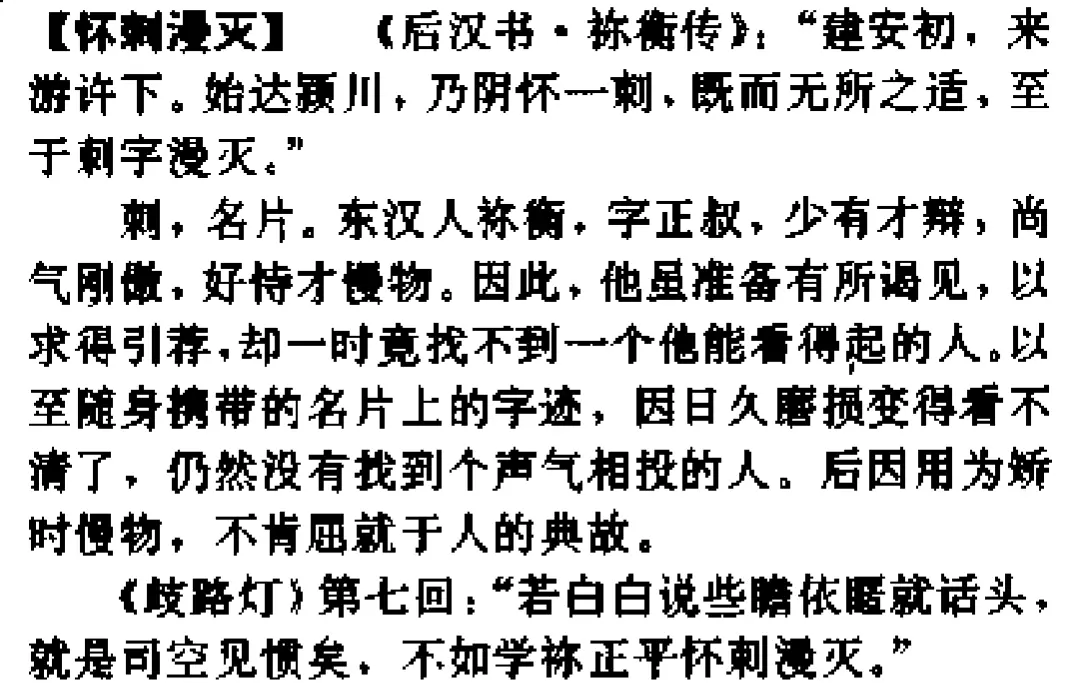 【怀刺漫灭】 《后汉书·祢衡传》：“建安初，来
游许下。始达颍川，乃阴怀一刺，既而无所之适，至
于刺字漫灭。”
刺，名片。东汉人祢衡，字正叔，少有才辩，尚
气刚傲，好恃才慢物。因此，他虽准备有所谒见，以
求得引荐，却一时竟找不到一个他能看得起的人。以
至随身携带的名片上的字迹，因日久磨损变得看不
清了，仍然没有找到个声气相投的人。后因用为矫
时慢物，不肯屈就于人的典故。
《歧路灯》第七回：“若白白说些瞻依暱就话头，
就是司空见惯矣，不如学祢正平怀刺漫灭。”